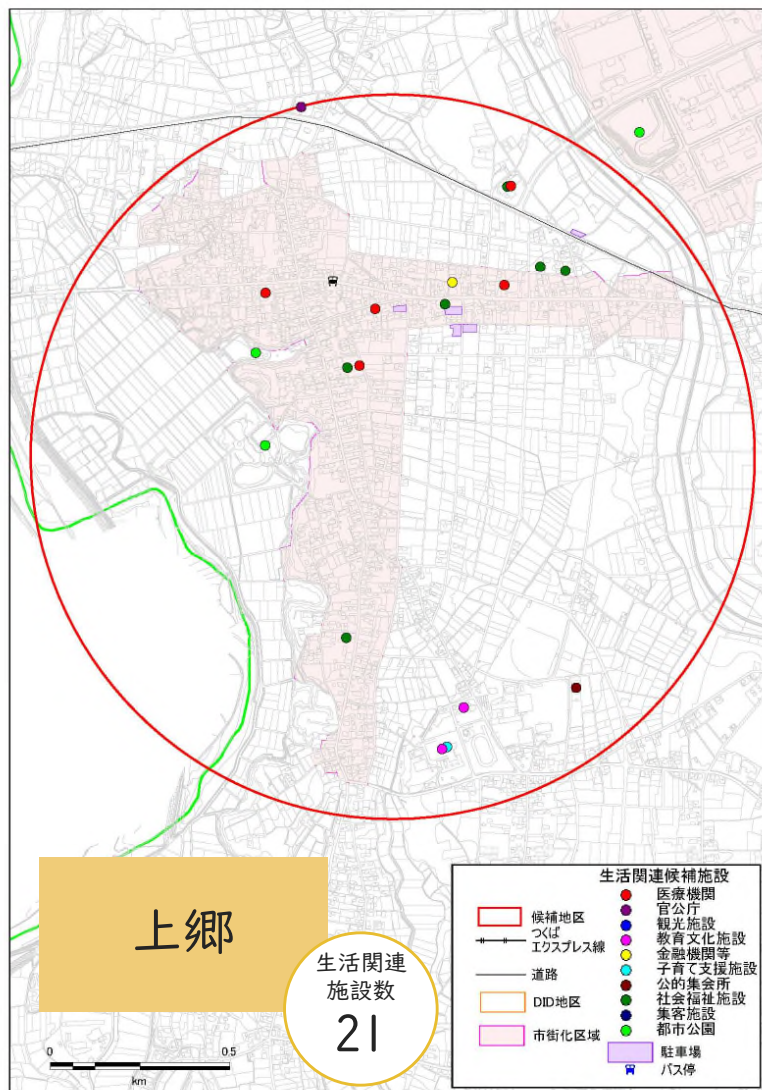 上郷
生活関連
施設数
21
0
0.5
km
生活関連候補施設
候補地区
つくば
エクスプレス線
道路
DID地区
市街化区域
医療機関
官公庁
観光施設
教育文化施設
金融機関等
子育て支援施設
公的集会所
社会福祉施設
集客施設
都市公園
駐車場
バス停